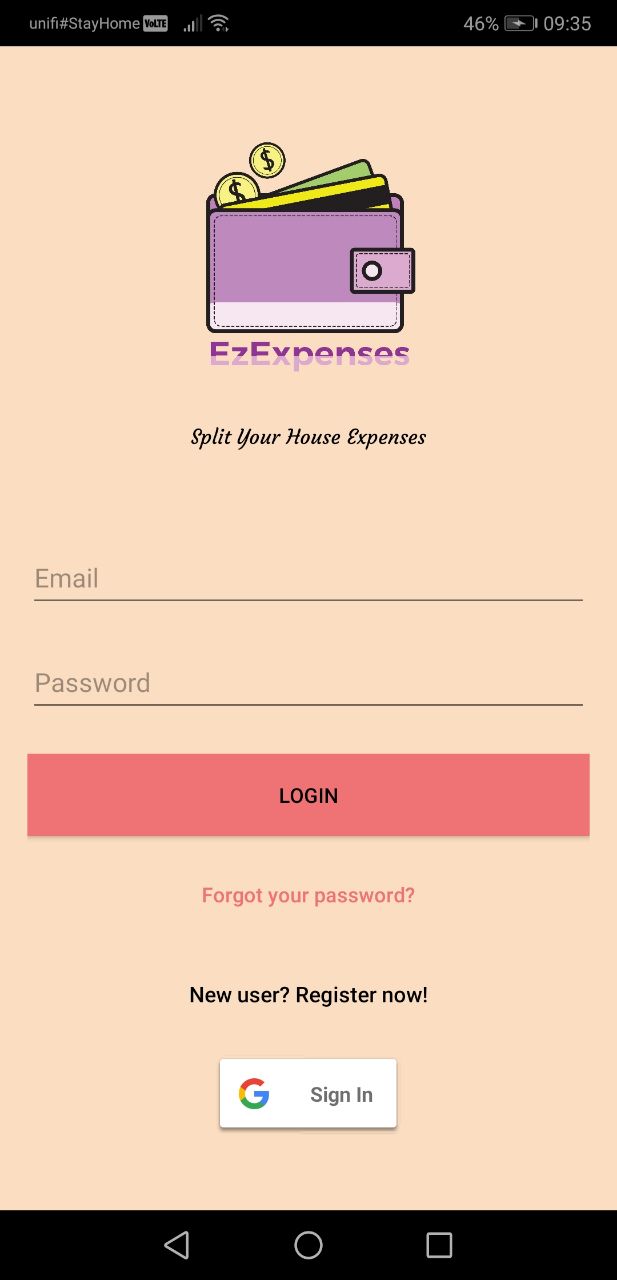 unifi#StayHome VoLTE 46% 09:35
$
$
EzExpenses
Split Your House Expenses
Email
Password
LOGIN
Forgot your password?
New user? Register now!
G Sign In